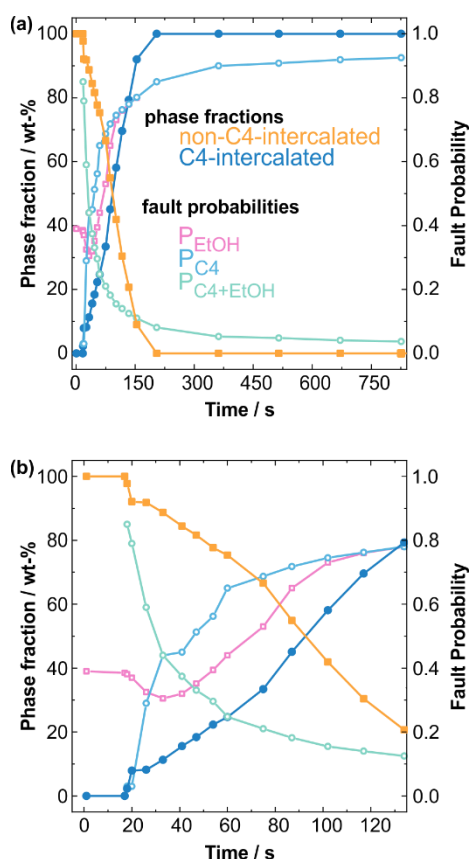 (a)
100
80
60
40
20
0
Phase fraction / wt-%
1.0
0.8
0.6
0.4
0.2
0.0
Fault Probability
phase fractions
non-C4-intercalated
C4-intercalated
fault probabilities
PEtOH
PC4
PC4+EtOH
0 150 300 450 600 750
Time / s
(b)
100
80
60
40
20
0
Phase fraction / wt-%
1.0
0.8
0.6
0.4
0.2
0.0
Fault Probability
0 20 40 60 80 100 120
Time / s